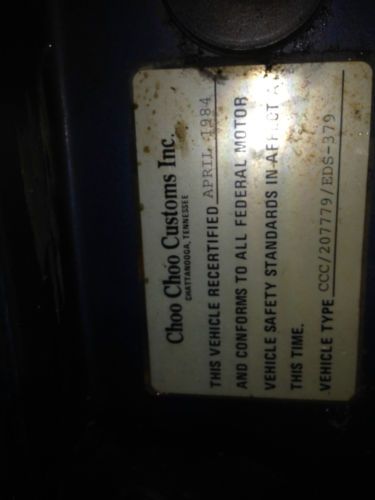 Choo Choo Customs Inc.
CHATTANOOGA, TENNESSEE
THIS VEHICLE RECERTIFIED APRIL 1984
AND CONFORMS TO ALL FEDERAL MOTOR
VEHICLE SAFETY STANDARDS IN AFFECT
THIS TIME.
VEHICLE TYPE CCC/207779/EDS-379